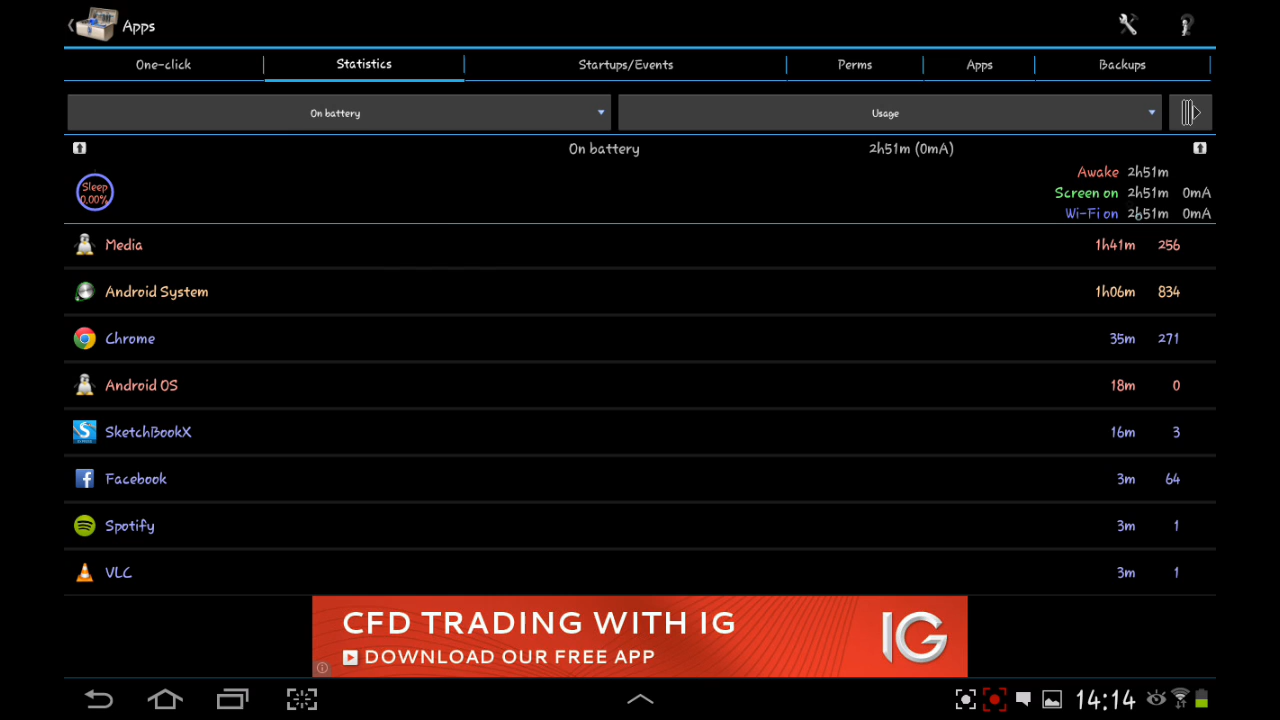 Apps
One-click Statistics Startups/Events Perms Apps Backups
On battery Usage
On battery 2h51m (0mA)
Sleep
0.00%
Awake 2h51m
Screen on 2h51m 0mA
Wi-Fi on 2h51m 0mA
Media 1h41m 256
Android System 1h06m 834
Chrome 35m 271
Android OS 18m 0
SketchBookX 16m 3
Facebook 3m 64
Spotify 3m 1
VLC 3m 1
CFD TRADING WITH IG
DOWNLOAD OUR FREE APP
IG
14:14